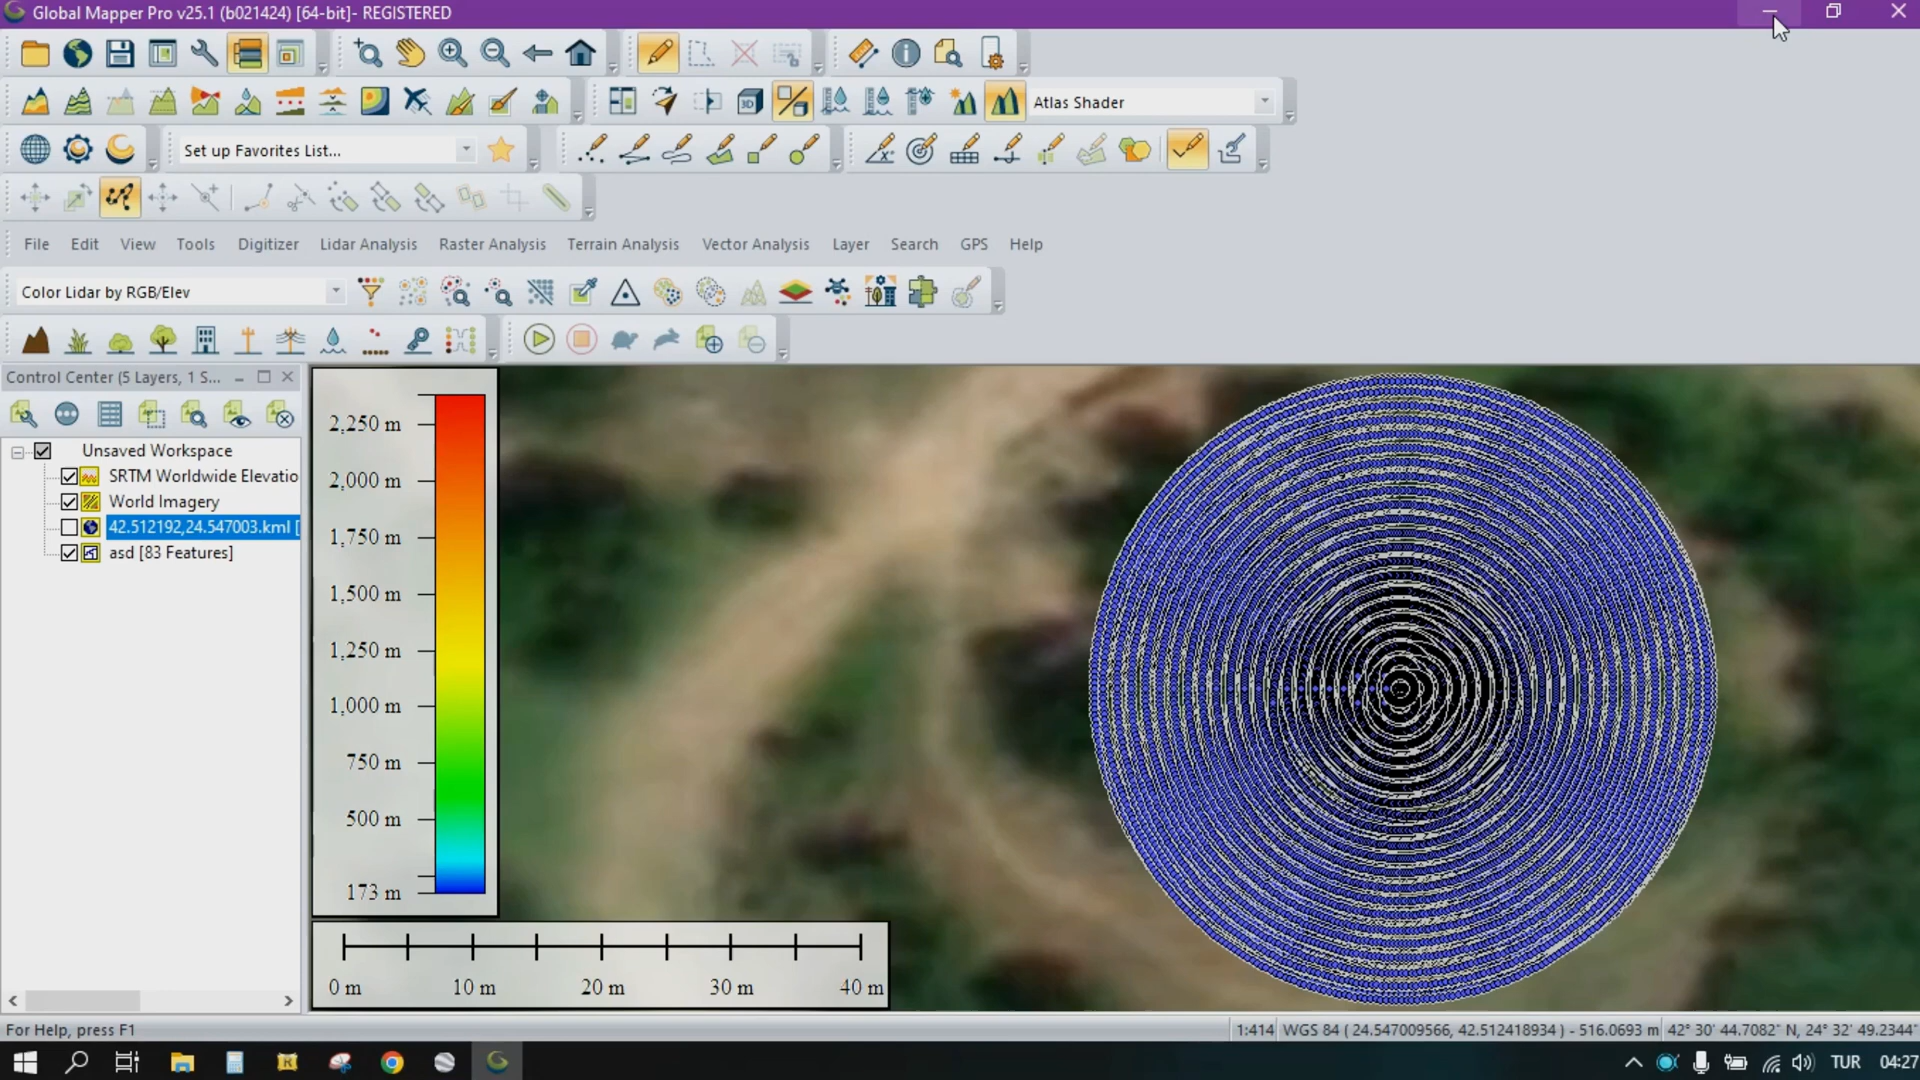 Global Mapper Pro v25.1 (b021424) [64-bit]- REGISTERED
Atlas Shader
Set up Favorites List...
File Edit View Tools Digitizer Lidar Analysis Raster Analysis Terrain Analysis Vector Analysis Layer Search GPS Help
Color Lidar by RGB/Elev
Control Center (5 Layers, 1 S...
Unsaved Workspace
SRTM Worldwide Elevatio
World Imagery
42.512192,24.547003.kml [
asd [83 Features]
2,250 m
2,000 m
1,750 m
1,500 m
1,250 m
1,000 m
750 m
500 m
173 m
0 m 10 m 20 m 30 m 40 m
For Help, press F1
1:414 WGS 84 ( 24.547009566, 42.512418934 ) - 516.0693 m 42° 30' 44.7082" N, 24° 32' 49.2344"
TUR 04:27